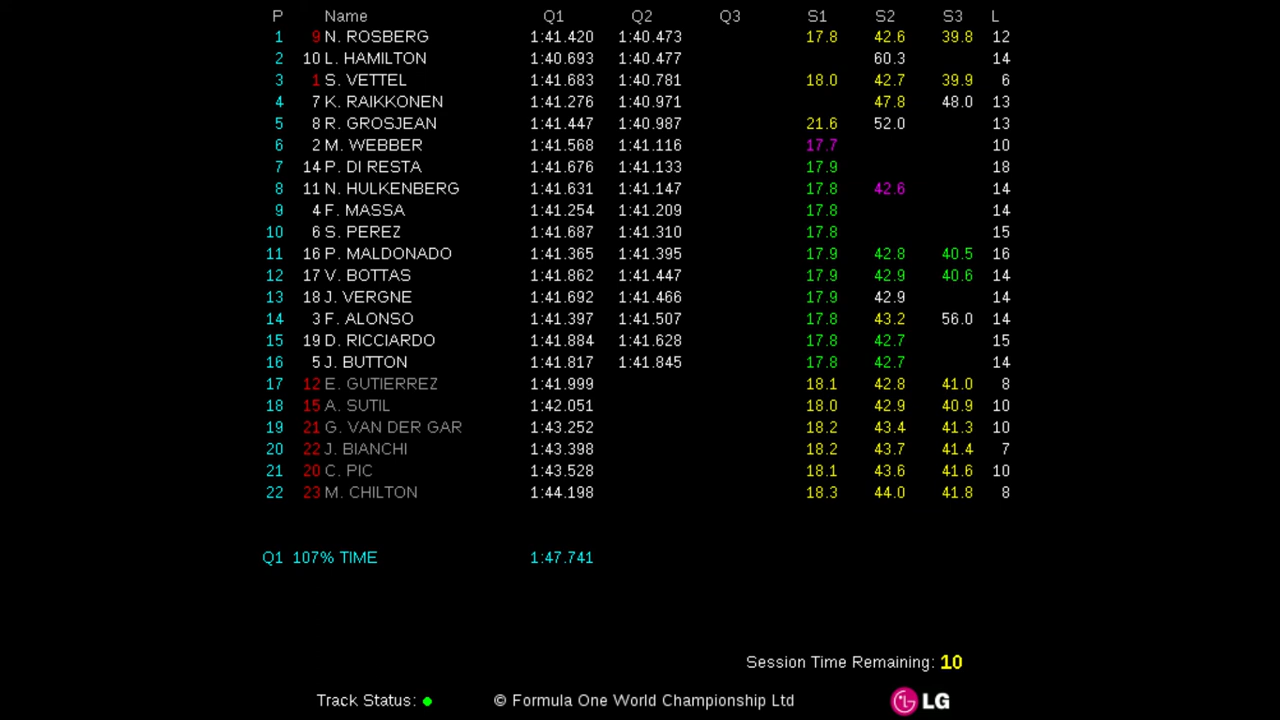 P Name Q1 Q2 Q3 S1 S2 S3 L
1 9 N. ROSBERG 1:41.420 1:40.473 17.8 42.6 39.8 12
2 10 L. HAMILTON 1:40.693 1:40.477 60.3 14
3 1 S. VETTEL 1:41.683 1:40.781 18.0 42.7 39.9 6
4 7 K. RAIKKONEN 1:41.276 1:40.971 47.8 48.0 13
5 8 R. GROSJEAN 1:41.447 1:40.987 21.6 52.0 13
6 2 M. WEBBER 1:41.568 1:41.116 17.7 10
7 14 P. DI RESTA 1:41.676 1:41.133 17.9 18
8 11 N. HULKENBERG 1:41.631 1:41.147 17.8 42.6 14
9 4 F. MASSA 1:41.254 1:41.209 17.8 14
10 6 S. PEREZ 1:41.687 1:41.310 17.8 15
11 16 P. MALDONADO 1:41.365 1:41.395 17.9 42.8 40.5 16
12 17 V. BOTTAS 1:41.862 1:41.447 17.9 42.9 40.6 14
13 18 J. VERGNE 1:41.692 1:41.466 17.9 42.9 14
14 3 F. ALONSO 1:41.397 1:41.507 17.8 43.2 56.0 14
15 19 D. RICCIARDO 1:41.884 1:41.628 17.8 42.7 15
16 5 J. BUTTON 1:41.817 1:41.845 17.8 42.7 14
17 12 E. GUTIERREZ 1:41.999 18.1 42.8 41.0 8
18 15 A. SUTIL 1:42.051 18.0 42.9 40.9 10
19 21 G. VAN DER GAR 1:43.252 18.2 43.4 41.3 10
20 22 J. BIANCHI 1:43.398 18.2 43.7 41.4 7
21 20 C. PIC 1:43.528 18.1 43.6 41.6 10
22 23 M. CHILTON 1:44.198 18.3 44.0 41.8 8
Q1 107% TIME 1:47.741
Session Time Remaining: 10
Track Status: © Formula One World Championship Ltd LG